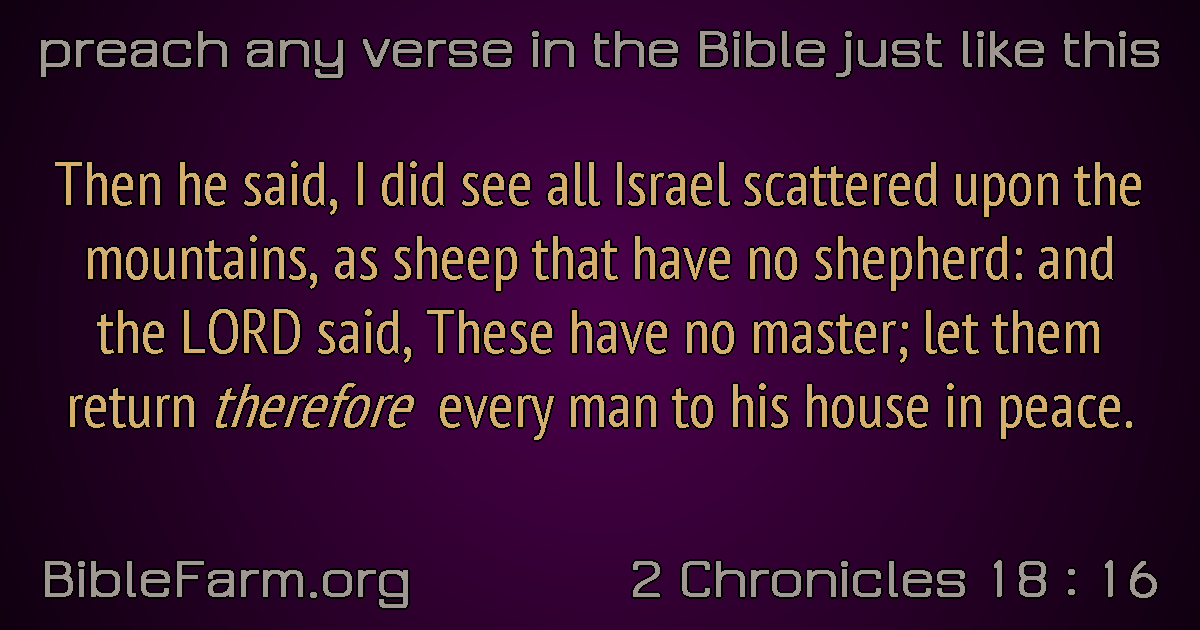 preach any verse in the Bible just like this
Then he said, I did see all Israel scattered upon the
mountains, as sheep that have no shepherd: and
the LORD said, These have no master; let them
return therefore every man to his house in peace.
BibleFarm.org
2 Chronicles 18 : 16